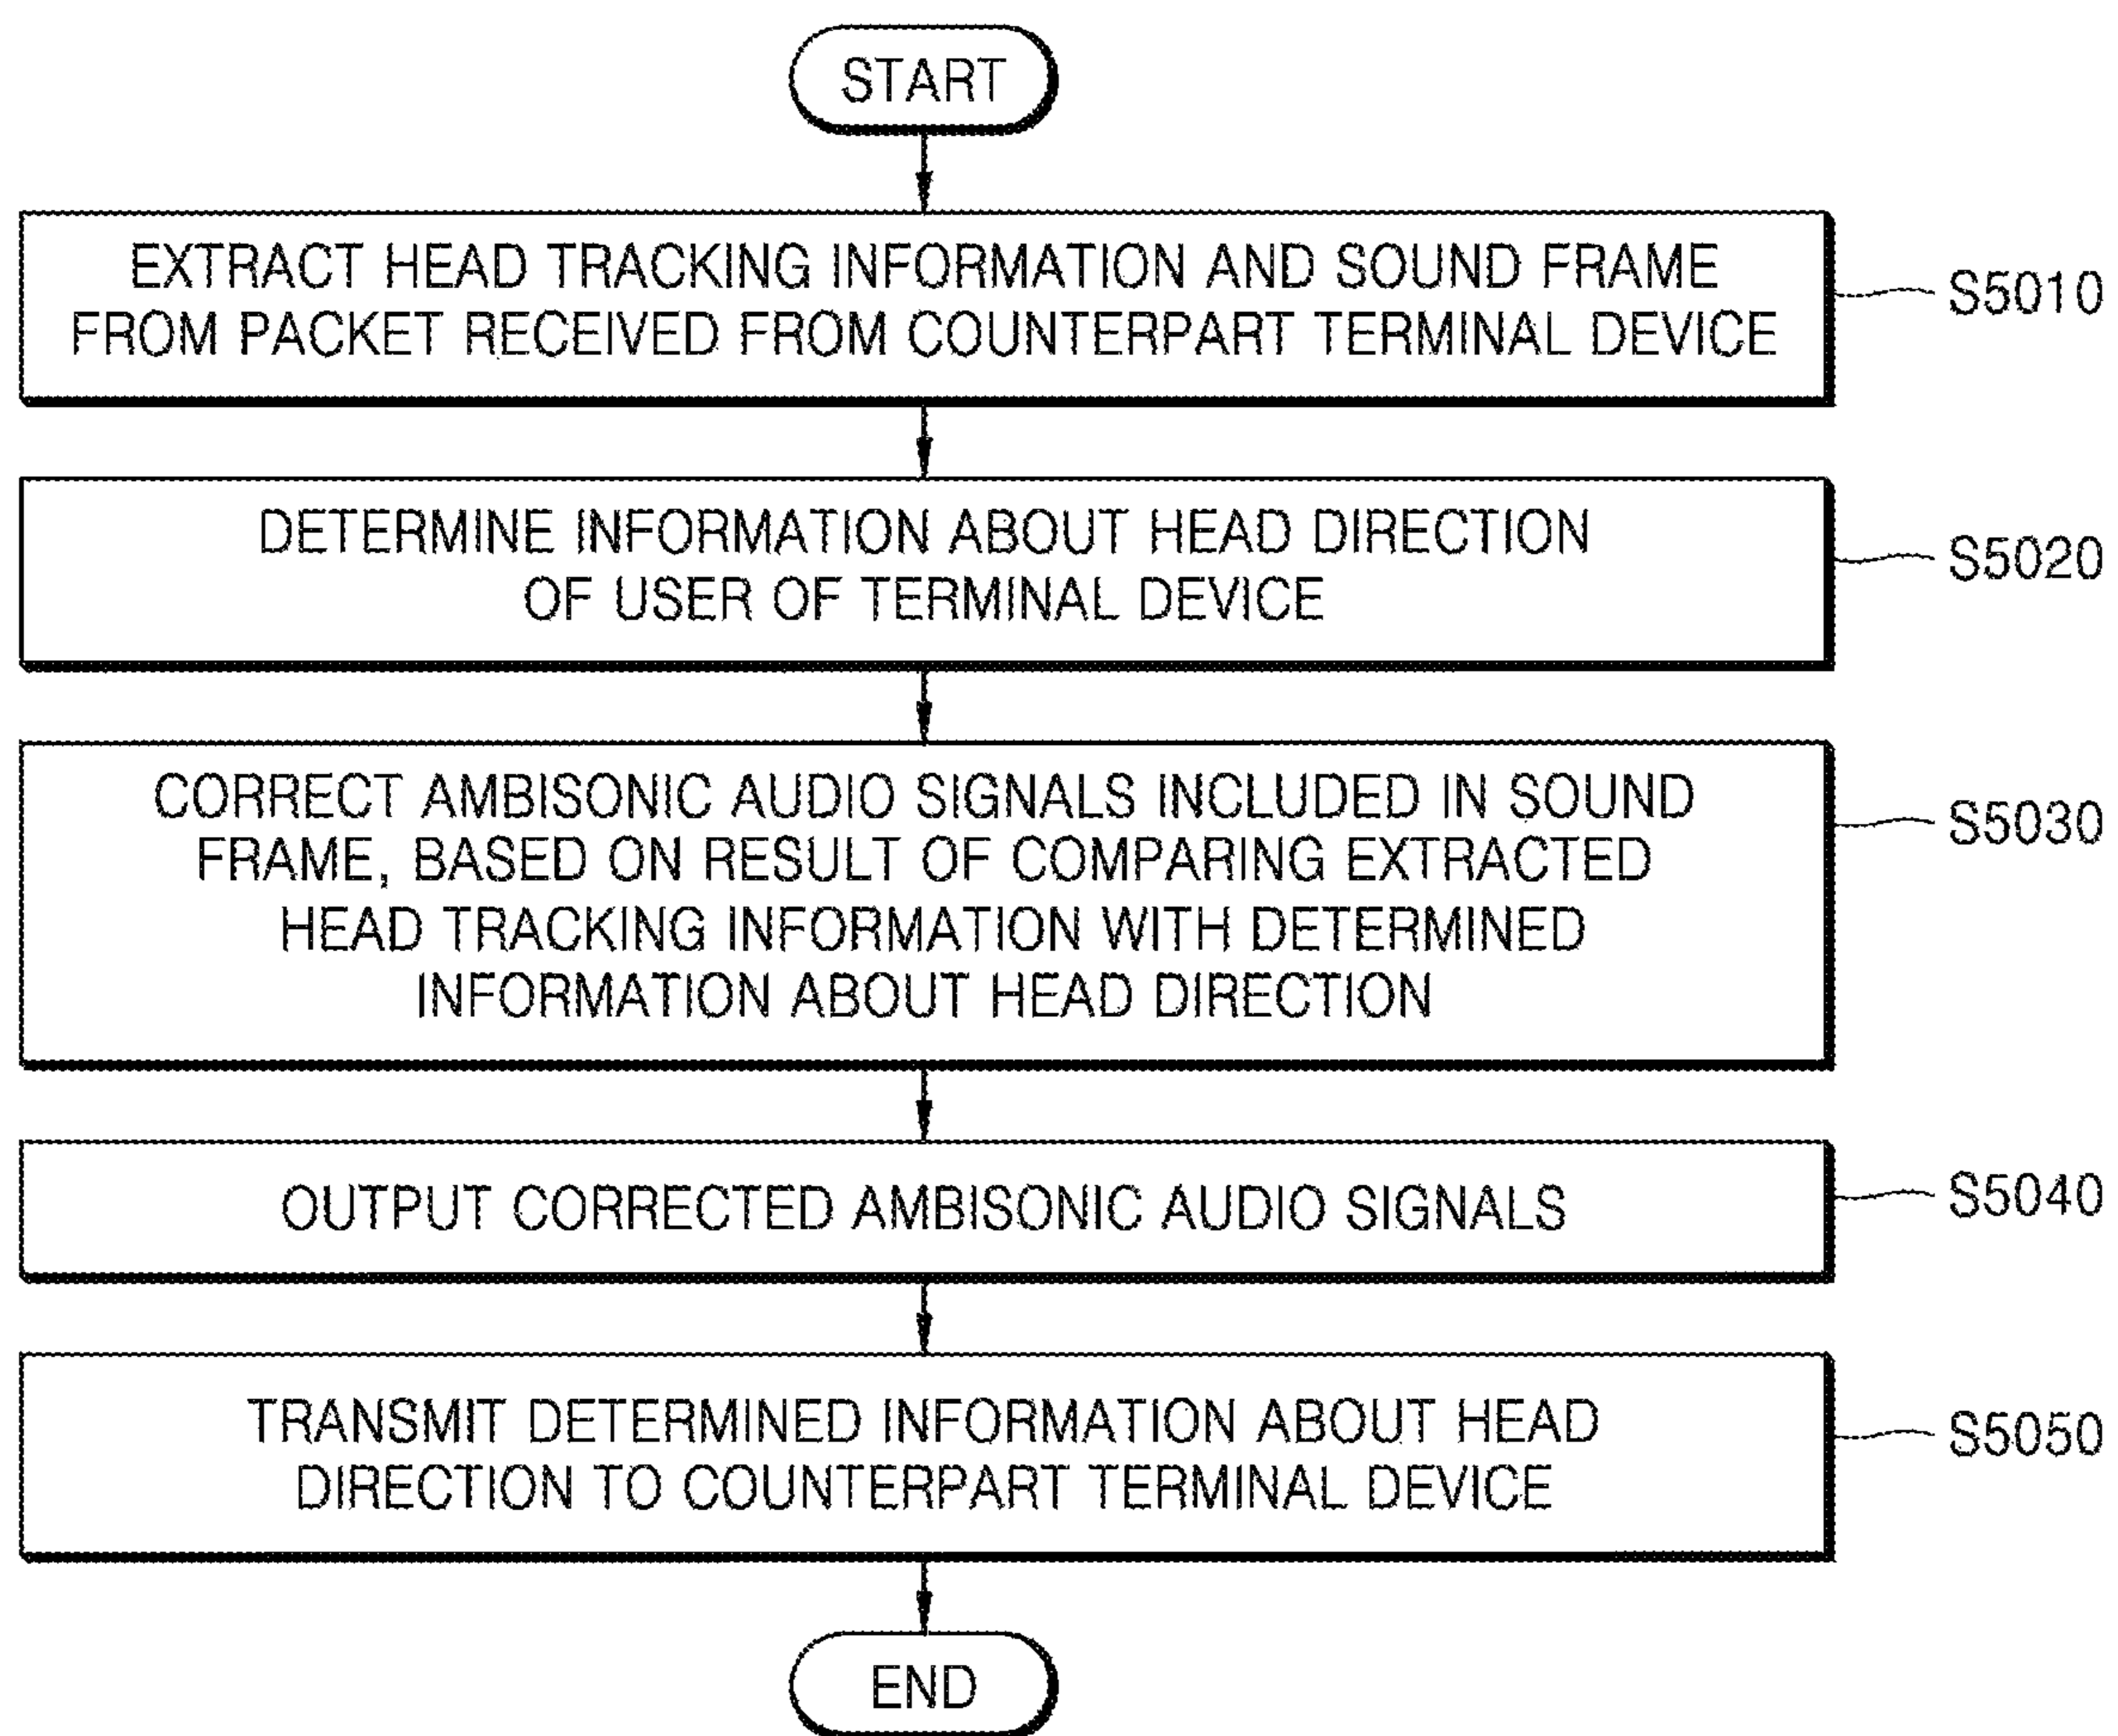 START
EXTRACT HEAD TRACKING INFORMATION AND SOUND FRAME
FROM PACKET RECEIVED FROM COUNTERPART TERMINAL DEVICE
S5010
DETERMINE INFORMATION ABOUT HEAD DIRECTION
OF USER OF TERMINAL DEVICE
S5020
CORRECT AMBISONIC AUDIO SIGNALS INCLUDED IN SOUND
FRAME, BASED ON RESULT OF COMPARING EXTRACTED
HEAD TRACKING INFORMATION WITH DETERMINED
INFORMATION ABOUT HEAD DIRECTION
S5030
OUTPUT CORRECTED AMBISONIC AUDIO SIGNALS
S5040
TRANSMIT DETERMINED INFORMATION ABOUT HEAD
DIRECTION TO COUNTERPART TERMINAL DEVICE
S5050
END